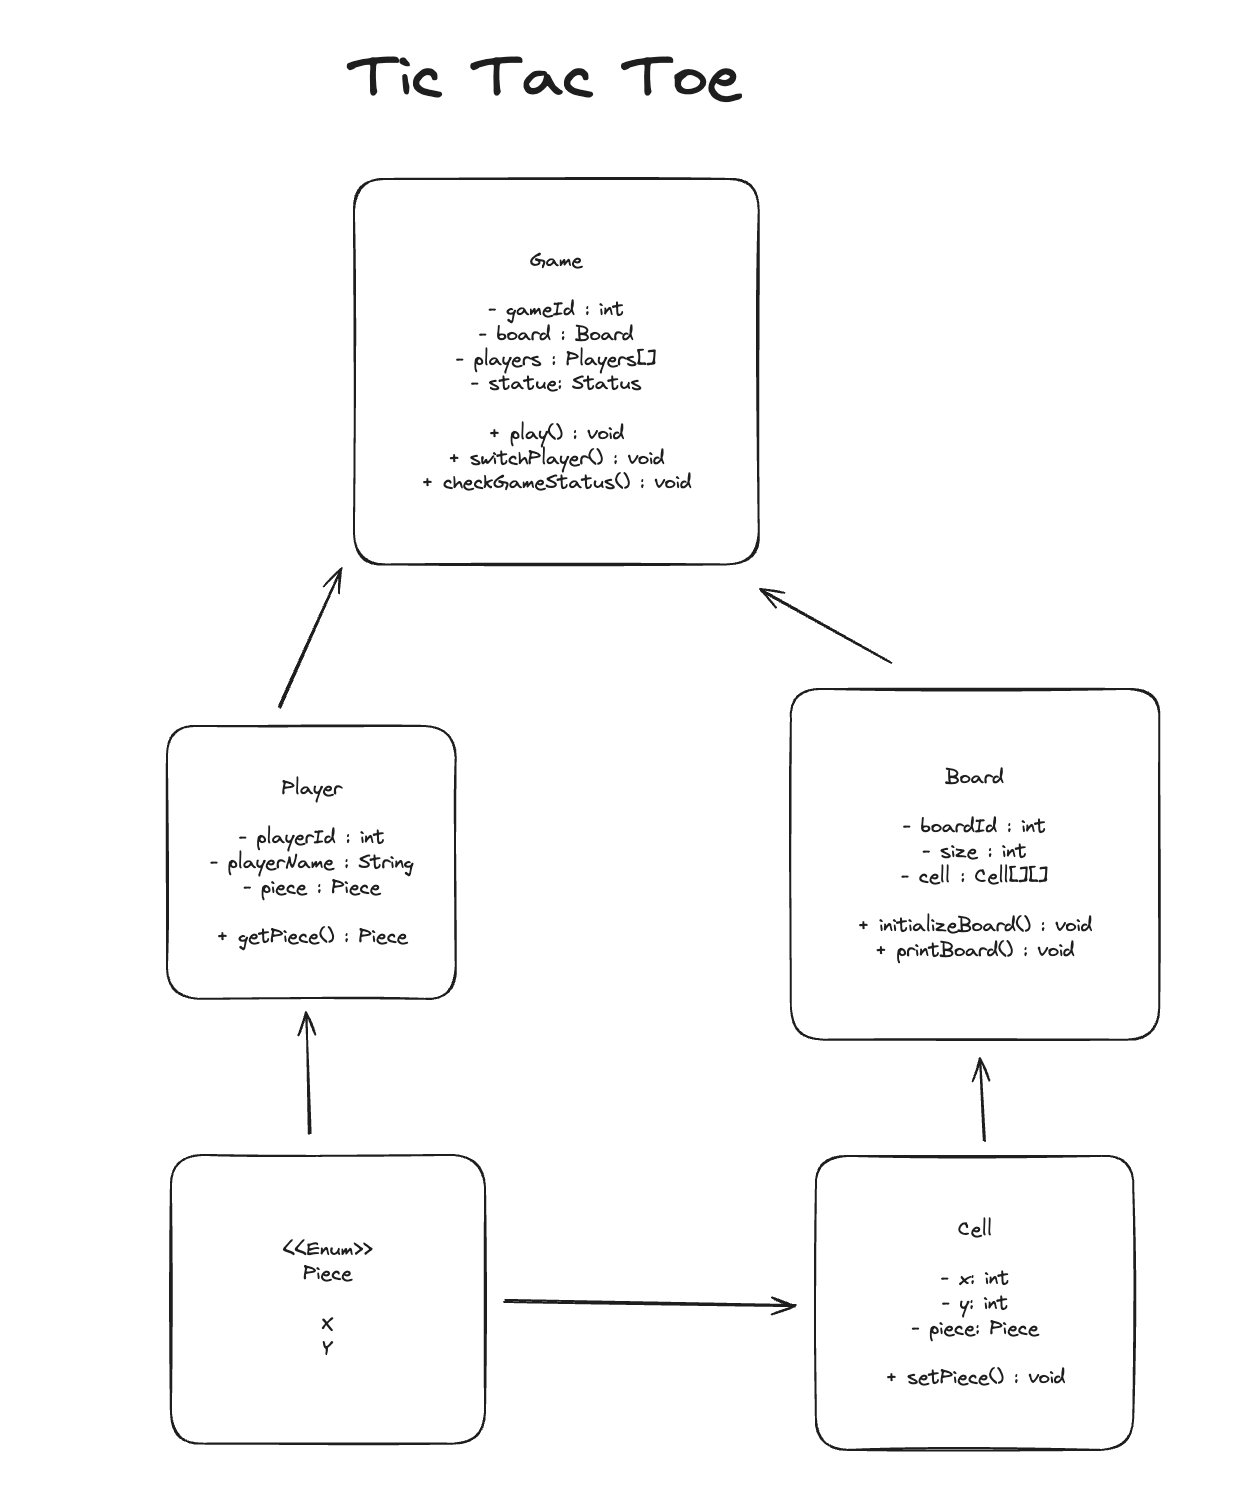 Tic Tac Toe
Game
- gameId : int
- board : Board
- players : Players[]
- statue: Status
+ play() : void
+ switchPlayer() : void
+ checkGameStatus() : void
Player
- playerId : int
- playerName : String
- piece : Piece
+ getPiece() : Piece
Board
- boardId : int
- size : int
- cell : Cell[][]
+ initializeBoard() : void
+ printBoard() : void
<<Enum>>
Piece
X
Y
Cell
- x: int
- y: int
- piece: Piece
+ setPiece() : void